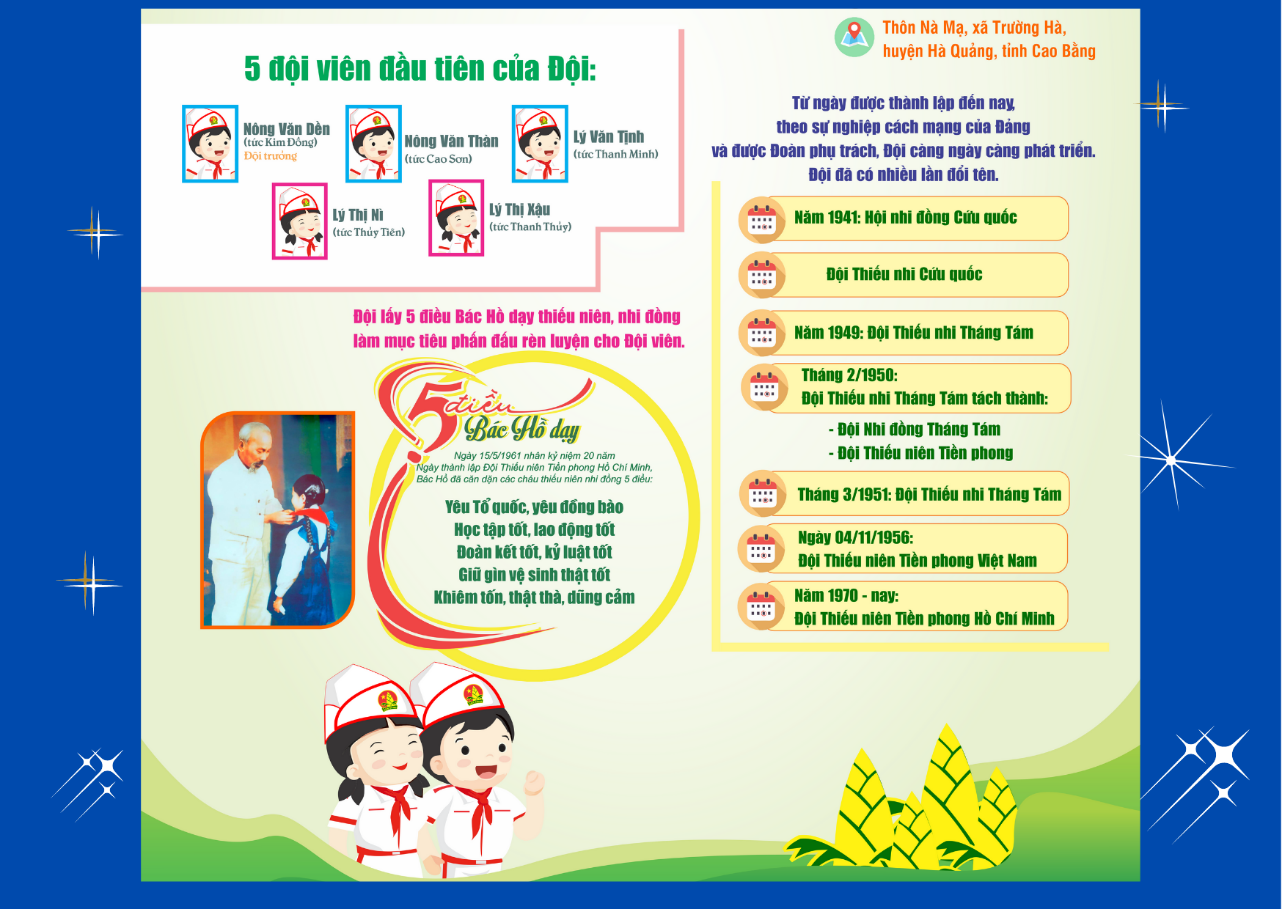 5 đội viên đầu tiên của Đội:
Nông Văn Dền
(tức Kim Đồng)
Đội trưởng
Nông Văn Thàn
(tức Cao Sơn)
Lý Văn Tịnh
(tức Thanh Minh)
Lý Thị Nì
(tức Thủy Tiên)
Lý Thị Xậu
(tức Thanh Thủy)
Đội lấy 5 điều Bác Hồ dạy thiếu niên, nhi đồng
làm mục tiêu phấn đấu rèn luyện cho Đội viên.
5 điều
Bác Hồ dạy
Ngày 15/5/1961 nhân kỷ niệm 20 năm
Ngày thành lập Đội Thiếu niên Tiền phong Hồ Chí Minh,
Bác Hồ đã căn dặn các cháu thiếu niên nhi đồng 5 điều:
Yêu Tổ quốc, yêu đồng bào
Học tập tốt, lao động tốt
Đoàn kết tốt, kỷ luật tốt
Giữ gìn vệ sinh thật tốt
Khiêm tốn, thật thà, dũng cảm
Thôn Nà Mạ, xã Trường Hà,
huyện Hà Quảng, tỉnh Cao Bằng
Từ ngày được thành lập đến nay,
theo sự nghiệp cách mạng của Đảng
và được Đoàn phụ trách, Đội càng ngày càng phát triển.
Đội đã có nhiều lần đổi tên.
Năm 1941: Hội nhi đồng Cứu quốc
Đội Thiếu nhi Cứu quốc
Năm 1949: Đội Thiếu nhi Tháng Tám
Tháng 2/1950:
Đội Thiếu nhi Tháng Tám tách thành:
- Đội Nhi đồng Tháng Tám
- Đội Thiếu niên Tiền phong
Tháng 3/1951: Đội Thiếu nhi Tháng Tám
Ngày 04/11/1956:
Đội Thiếu niên Tiền phong Việt Nam
Năm 1970 - nay:
Đội Thiếu niên Tiền phong Hồ Chí Minh